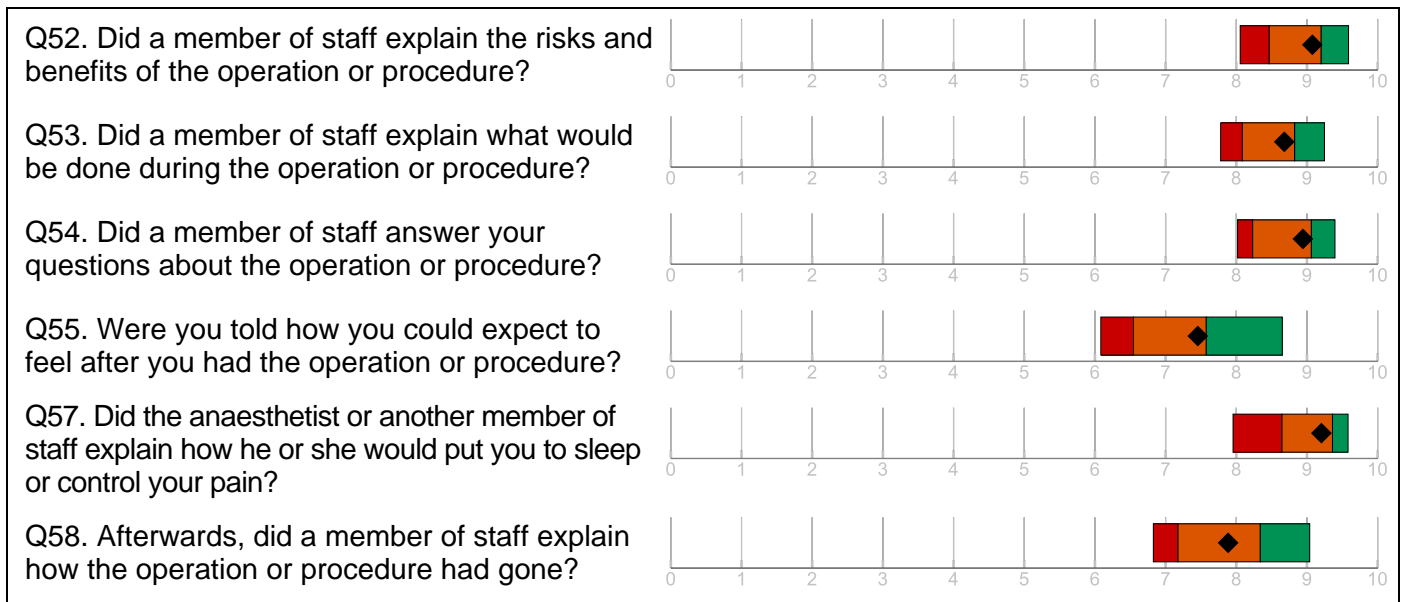 Q52. Did a member of staff explain the risks and
benefits of the operation or procedure?
0 1 2 3 4 5 6 7 8 9 10
Q53. Did a member of staff explain what would
be done during the operation or procedure?
0 1 2 3 4 5 6 7 8 9 10
Q54. Did a member of staff answer your
questions about the operation or procedure?
0 1 2 3 4 5 6 7 8 9 10
Q55. Were you told how you could expect to
feel after you had the operation or procedure?
0 1 2 3 4 5 6 7 8 9 10
Q57. Did the anaesthetist or another member of
staff explain how he or she would put you to sleep
or control your pain?
0 1 2 3 4 5 6 7 8 9 10
Q58. Afterwards, did a member of staff explain
how the operation or procedure had gone?
0 1 2 3 4 5 6 7 8 9 10